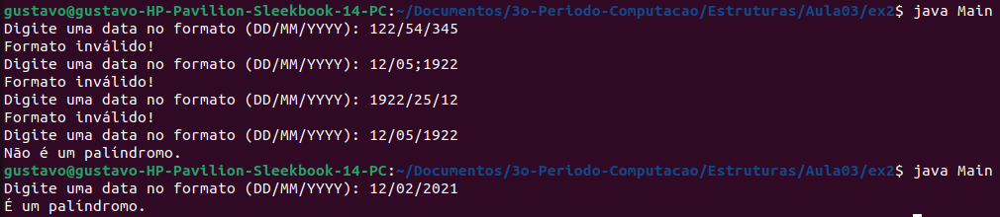 gustavo@gustavo-HP-Pavilion-Sleekbook-14-PC:~/Documentos/3o-Periodo-Computacao/Estruturas/Aula03/ex2$ java Main
Digite uma data no formato (DD/MM/YYYY): 122/54/345
Formato inválido!
Digite uma data no formato (DD/MM/YYYY): 12/05;1922
Formato inválido!
Digite uma data no formato (DD/MM/YYYY): 1922/25/12
Formato inválido!
Digite uma data no formato (DD/MM/YYYY): 12/05/1922
Não é um palíndromo.
gustavo@gustavo-HP-Pavilion-Sleekbook-14-PC:~/Documentos/3o-Periodo-Computacao/Estruturas/Aula03/ex2$ java Main
Digite uma data no formato (DD/MM/YYYY): 12/02/2021
É um palíndromo.